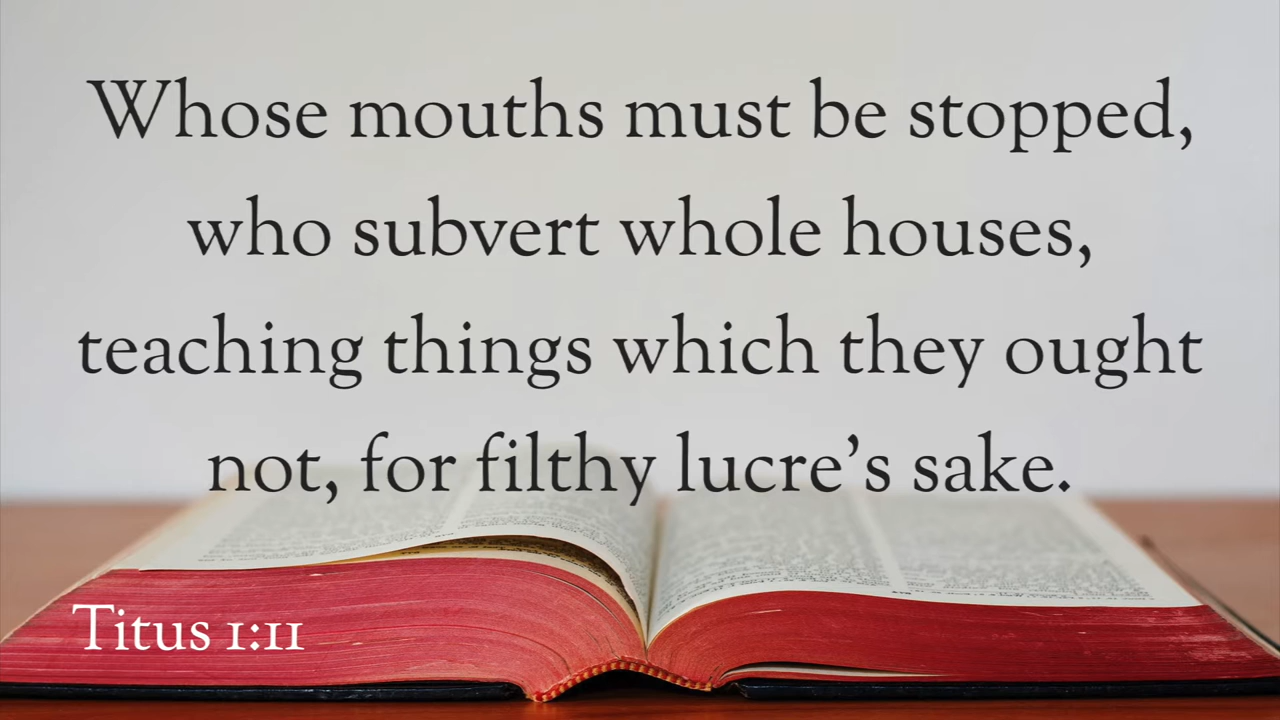 Whose mouths must be stopped,
who subvert whole houses,
teaching things which they ought
not, for filthy lucre’s sake.
Titus 1:11